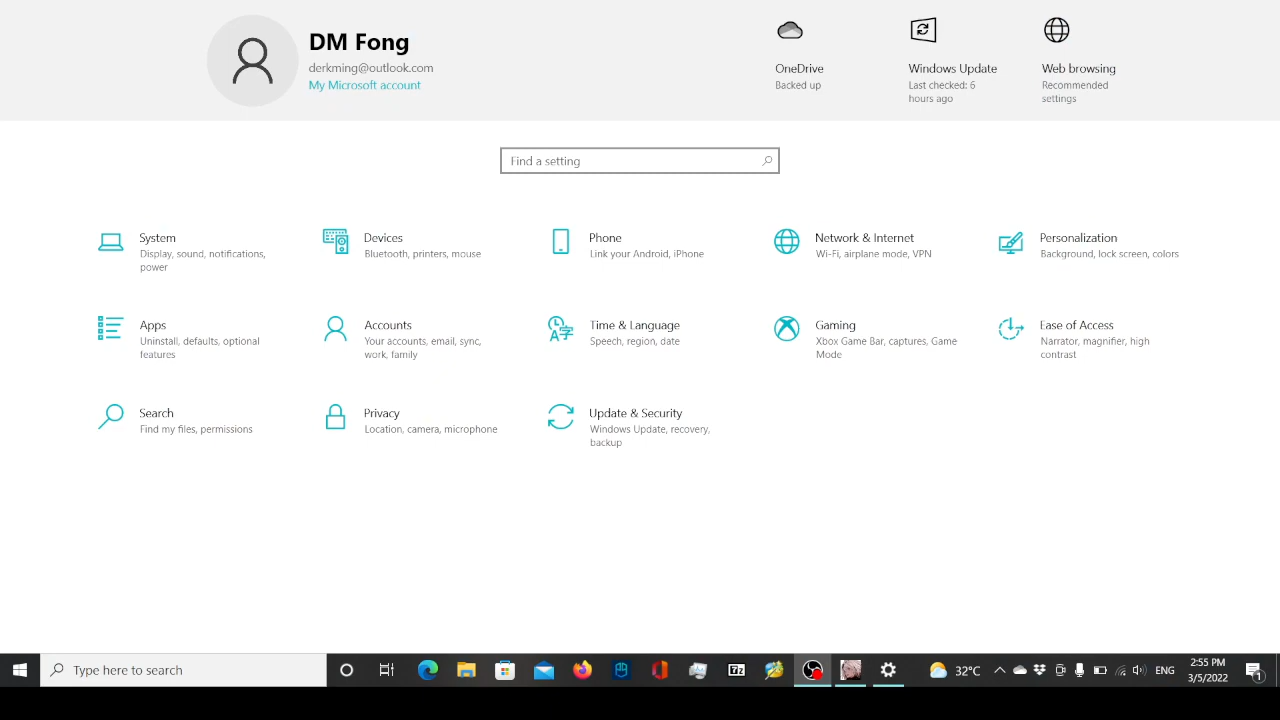 DM Fong
derkming@outlook.com
My Microsoft account
OneDrive
Backed up
Windows Update
Last checked: 6
hours ago
Web browsing
Recommended
settings
Find a setting
System
Display, sound, notifications,
power
Devices
Bluetooth, printers, mouse
Phone
Link your Android, iPhone
Network & Internet
Wi-Fi, airplane mode, VPN
Personalization
Background, lock screen, colors
Apps
Uninstall, defaults, optional
features
Accounts
Your accounts, email, sync,
work, family
Time & Language
Speech, region, date
Gaming
Xbox Game Bar, captures, Game
Mode
Ease of Access
Narrator, magnifier, high
contrast
Search
Find my files, permissions
Privacy
Location, camera, microphone
Update & Security
Windows Update, recovery,
backup
Type here to search
32°C
ENG
2:55 PM
3/5/2022
1